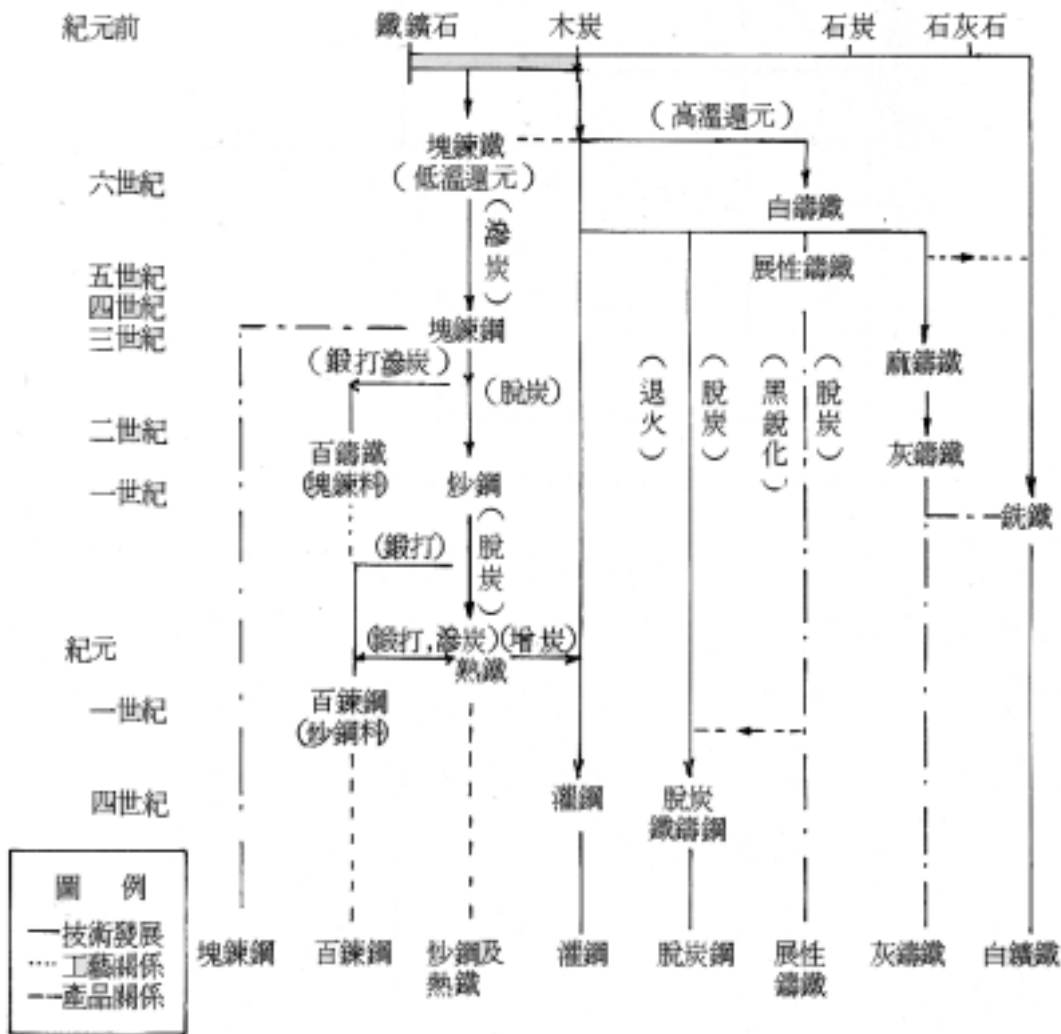 紀元前
鐵鑛石
木炭
石炭
石灰石
(高溫還元)
塊鍊鐵
(低溫還元)
六世紀
白鑄鐵
(滲炭)
五世紀
展性鑄鐵
四世紀
三世紀
塊鍊鋼
(鍛打滲炭)
(脫炭)
(退火)
(脫炭)
(黑銳化)
(脫炭)
麻鑄鐵
二世紀
百鑄鐵
(塊鍊料)
灰鑄鐵
一世紀
炒鋼
銑鐵
(鍛打)
(脫炭)
紀元
(鍛打,滲炭)(增炭)
熟鐵
一世紀
百鍊鋼
(炒鋼料)
四世紀
灌鋼
脫炭
鐵鑄鋼
圖 例
技術發展
工藝關係
產品關係
塊鍊鋼
百鍊鋼
炒鋼及
熟鐵
灌鋼
脫炭鋼
展性
鑄鐵
灰鑄鐵
白鑛鐵